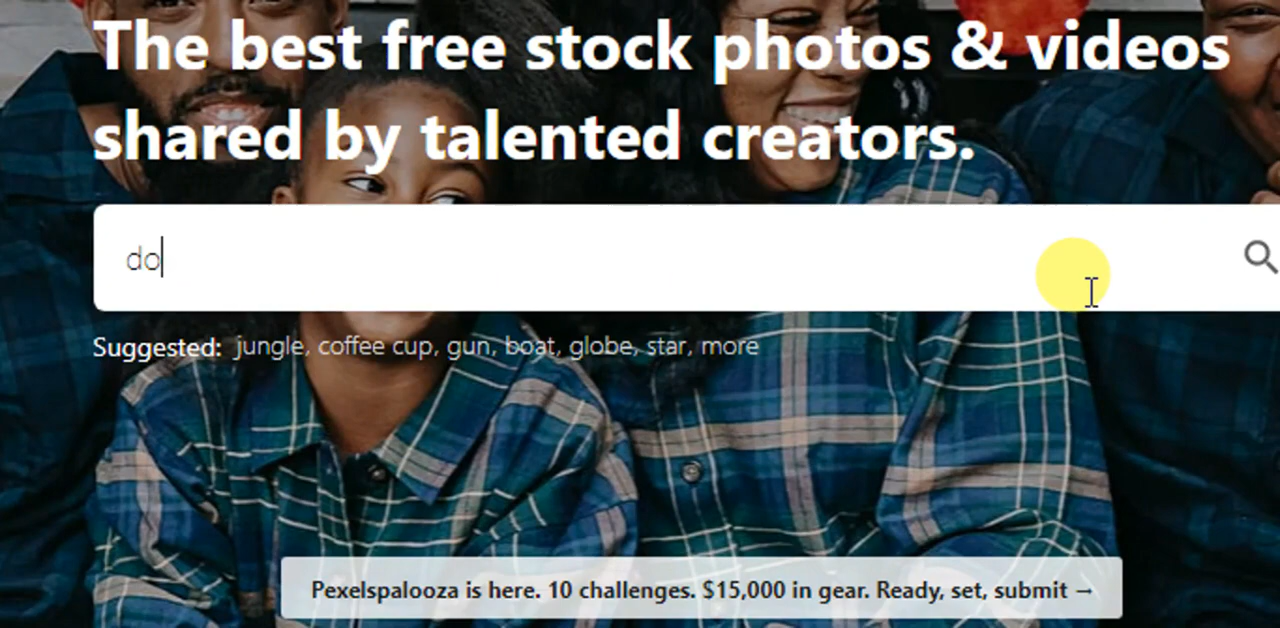 The best free stock photos & videos
shared by talented creators.
do
Suggested: jungle, coffee cup, gun, boat, globe, star, more
Pexelspalooza is here. 10 challenges. $15,000 in gear. Ready, set, submit →